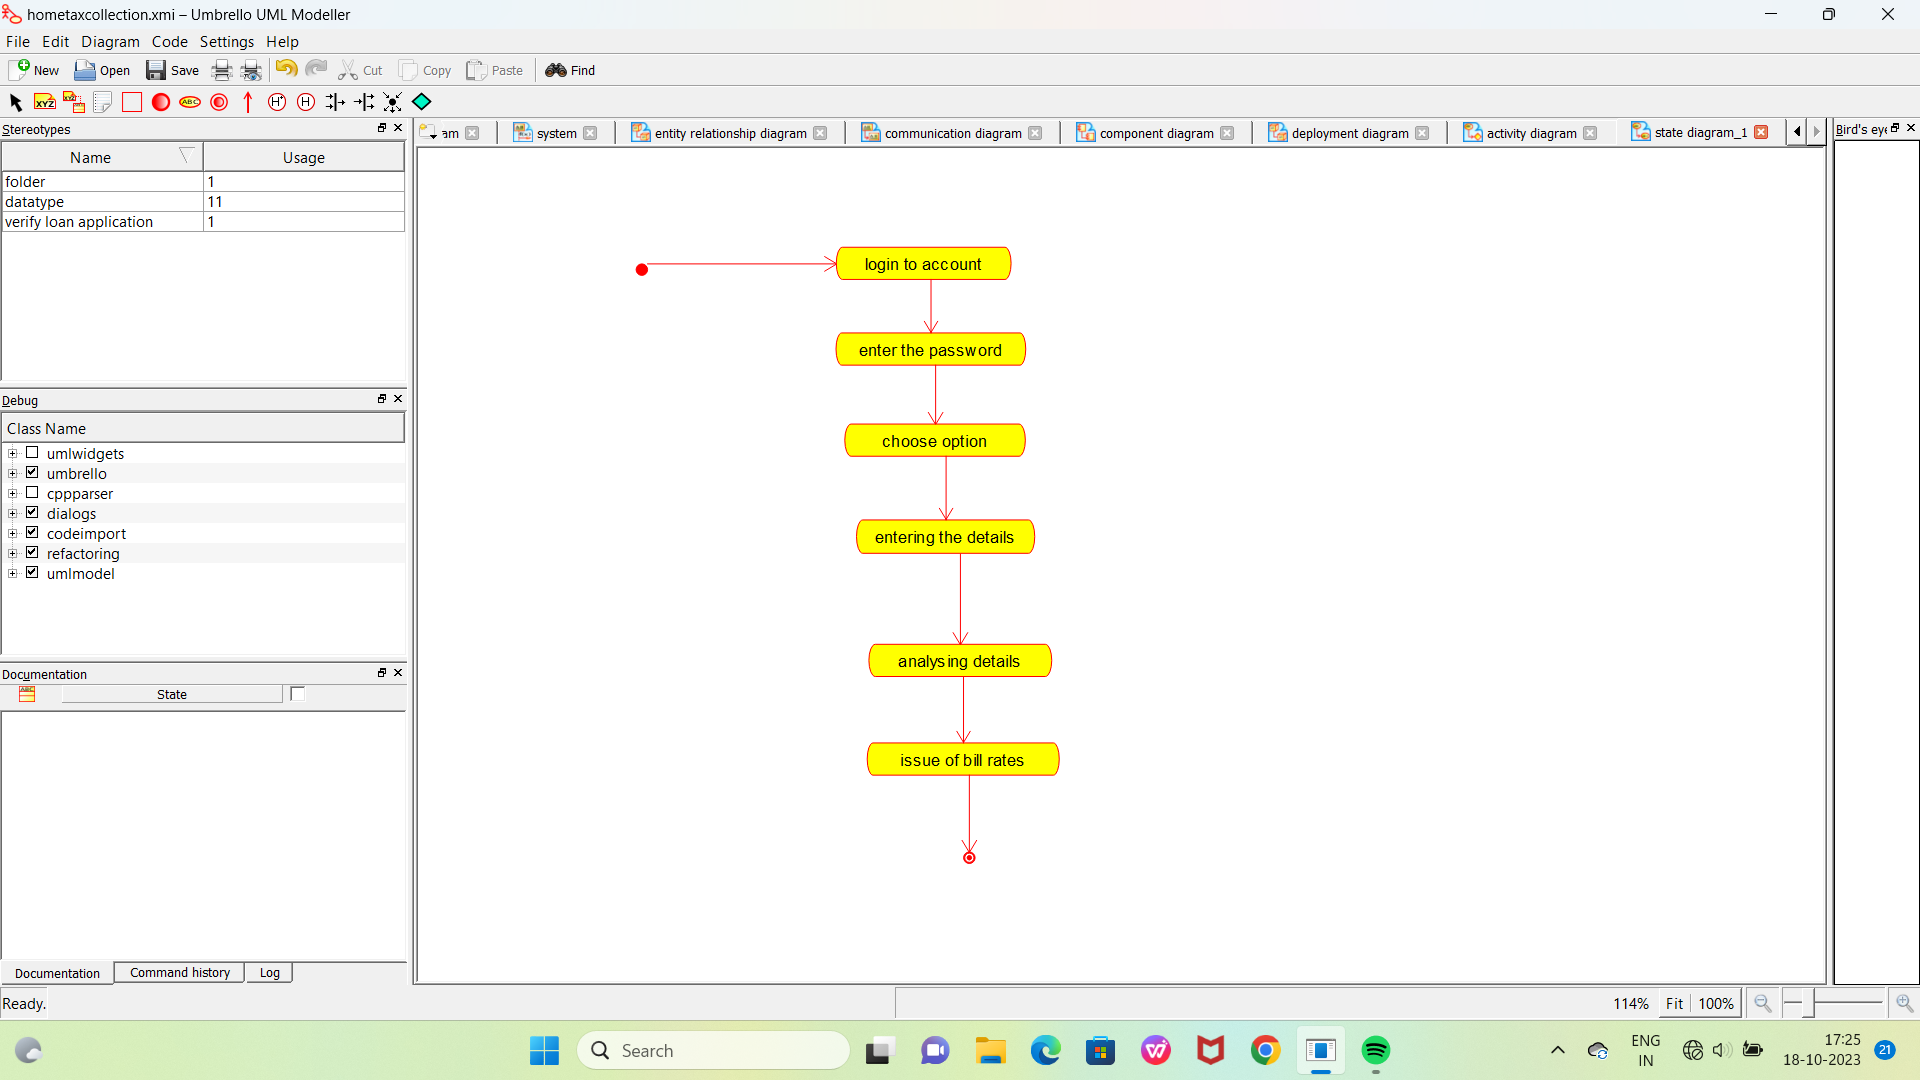 hometaxcollection.xmi – Umbrello UML Modeller
File Edit Diagram Code Settings Help
New Open Save Cut Copy Paste Find
XYZ XYZ ABC H* H
Stereotypes
Name Usage
folder 1
datatype 11
verify loan application 1
Debug
Class Name
umlwidgets
umbrello
cppparser
dialogs
codeimport
refactoring
umlmodel
Documentation
ABC State
Documentation Command history Log
Ready.
am system entity relationship diagram communication diagram component diagram deployment diagram activity diagram state diagram_1
login to account
enter the password
choose option
entering the details
analysing details
issue of bill rates
Bird's eye
114% Fit 100%
Search
ENG
IN
17:25
18-10-2023
21